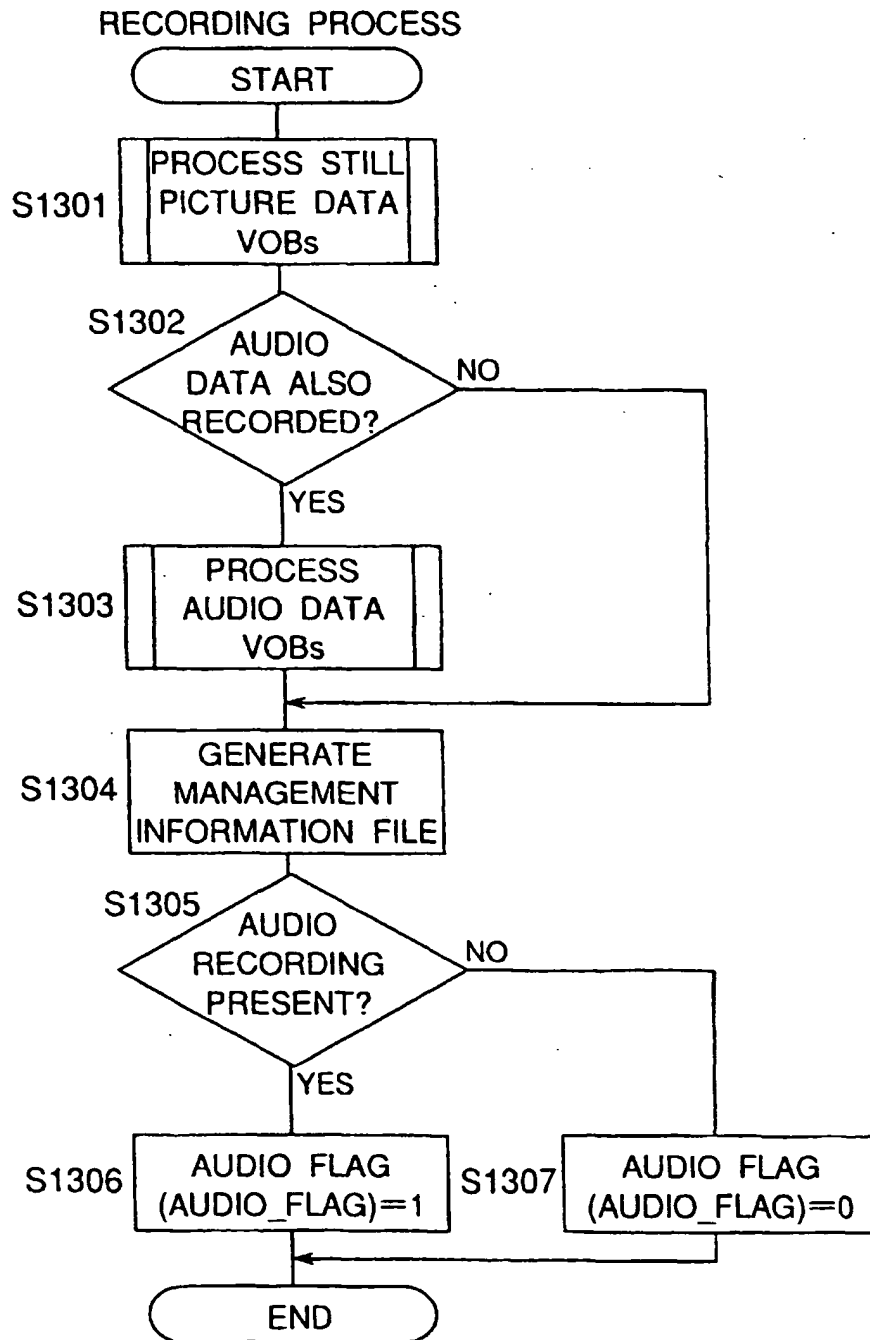 RECORDING PROCESS
START
S1301
PROCESS STILL
PICTURE DATA
VOBs
S1302
AUDIO
DATA ALSO
RECORDED?
NO
YES
S1303
PROCESS
AUDIO DATA
VOBs
S1304
GENERATE
MANAGEMENT
INFORMATION FILE
S1305
AUDIO
RECORDING
PRESENT?
NO
YES
S1306
AUDIO FLAG
(AUDIO_FLAG)=1
S1307
AUDIO FLAG
(AUDIO_FLAG)=0
END